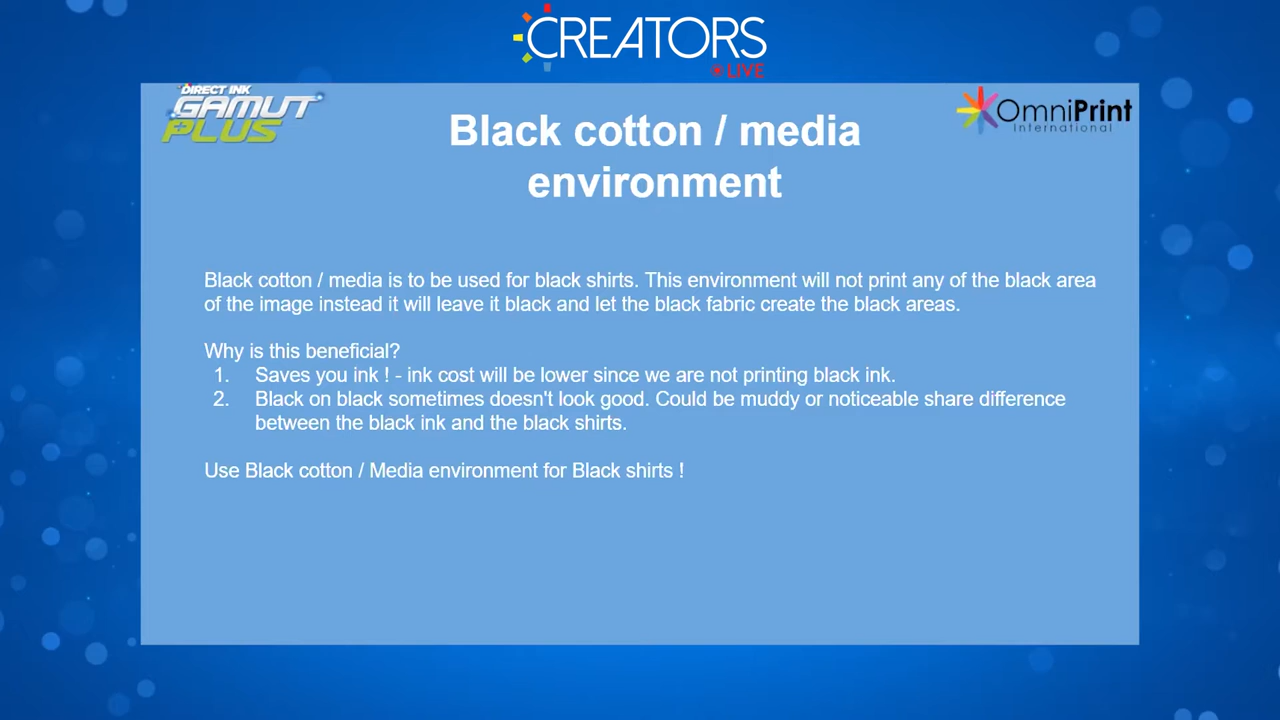 CREATORS
LIVE
DIRECT INK
GAMUT
PLUS
OmniPrint
International
Black cotton / media
environment
Black cotton / media is to be used for black shirts. This environment will not print any of the black area
of the image instead it will leave it black and let the black fabric create the black areas.
Why is this beneficial?
1. Saves you ink ! - ink cost will be lower since we are not printing black ink.
2. Black on black sometimes doesn't look good. Could be muddy or noticeable share difference
between the black ink and the black shirts.
Use Black cotton / Media environment for Black shirts !